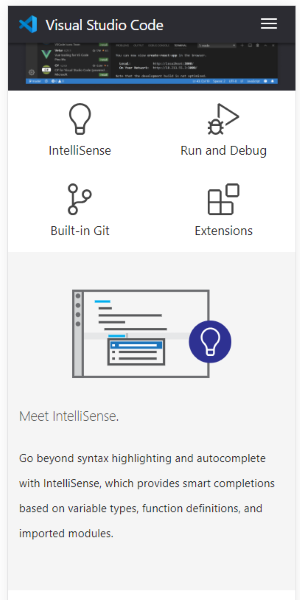 Visual Studio Code
IntelliSense
Run and Debug
Built-in Git
Extensions
Meet IntelliSense.
Go beyond syntax highlighting and autocomplete
with IntelliSense, which provides smart completions
based on variable types, function definitions, and
imported modules.